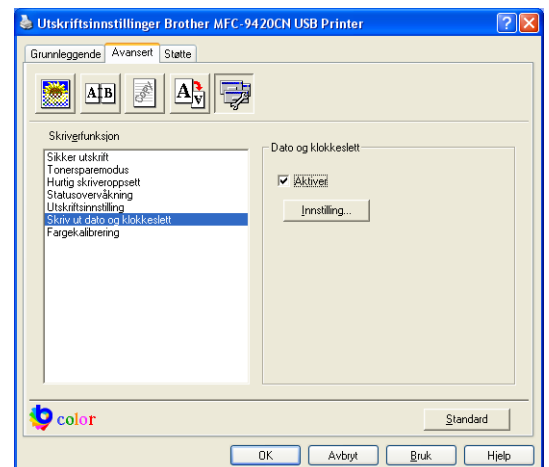 Utskriftsinnstillinger Brother MFC-9420CN USB Printer
Grunnleggende Avansert Støtte
A B A v
Skriverfunksjon
Sikker utskrift
Tonersparemodus
Hurtig skriveroppsett
Statusovervåkning
Utskriftsinnstilling
Skriv ut dato og klokkeslett
Fargekalibrering
Dato og klokkeslett
Aktiver
Innstilling...
color
Standard
OK Avbryt Bruk Hjelp